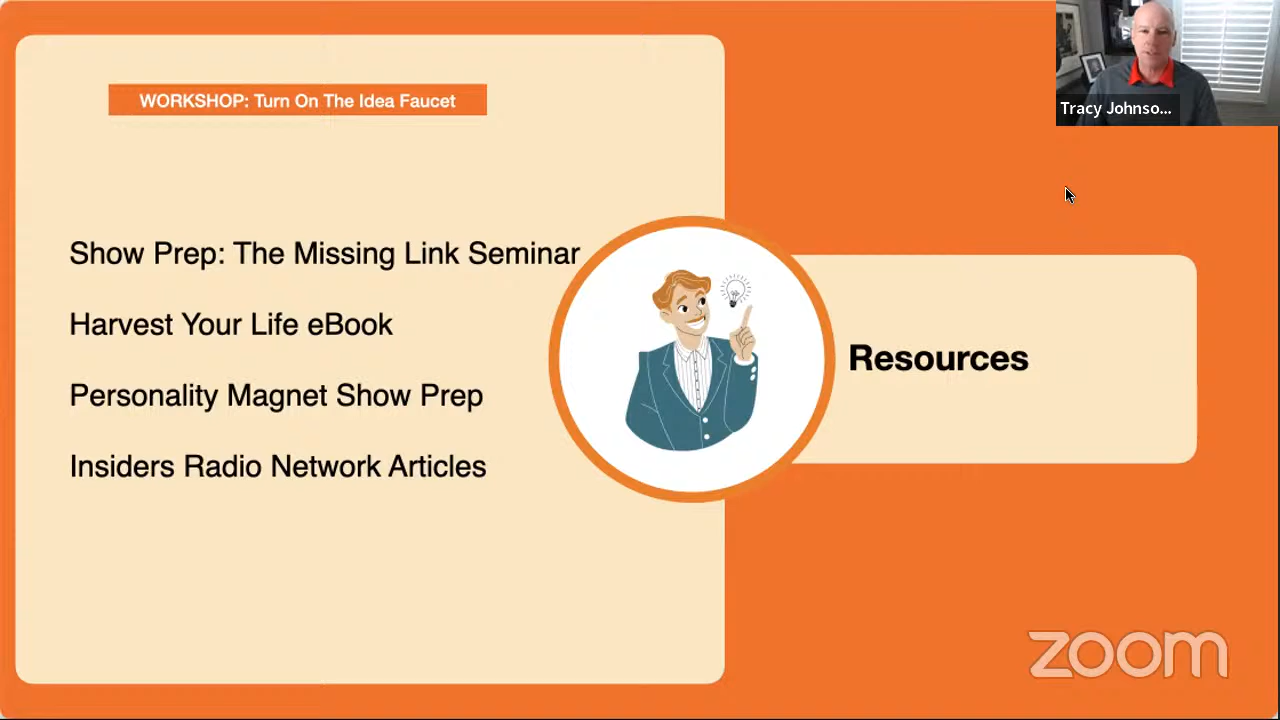 WORKSHOP: Turn On The Idea Faucet
Show Prep: The Missing Link Seminar
Harvest Your Life eBook
Personality Magnet Show Prep
Insiders Radio Network Articles
Resources
Tracy Johnso...
zoom